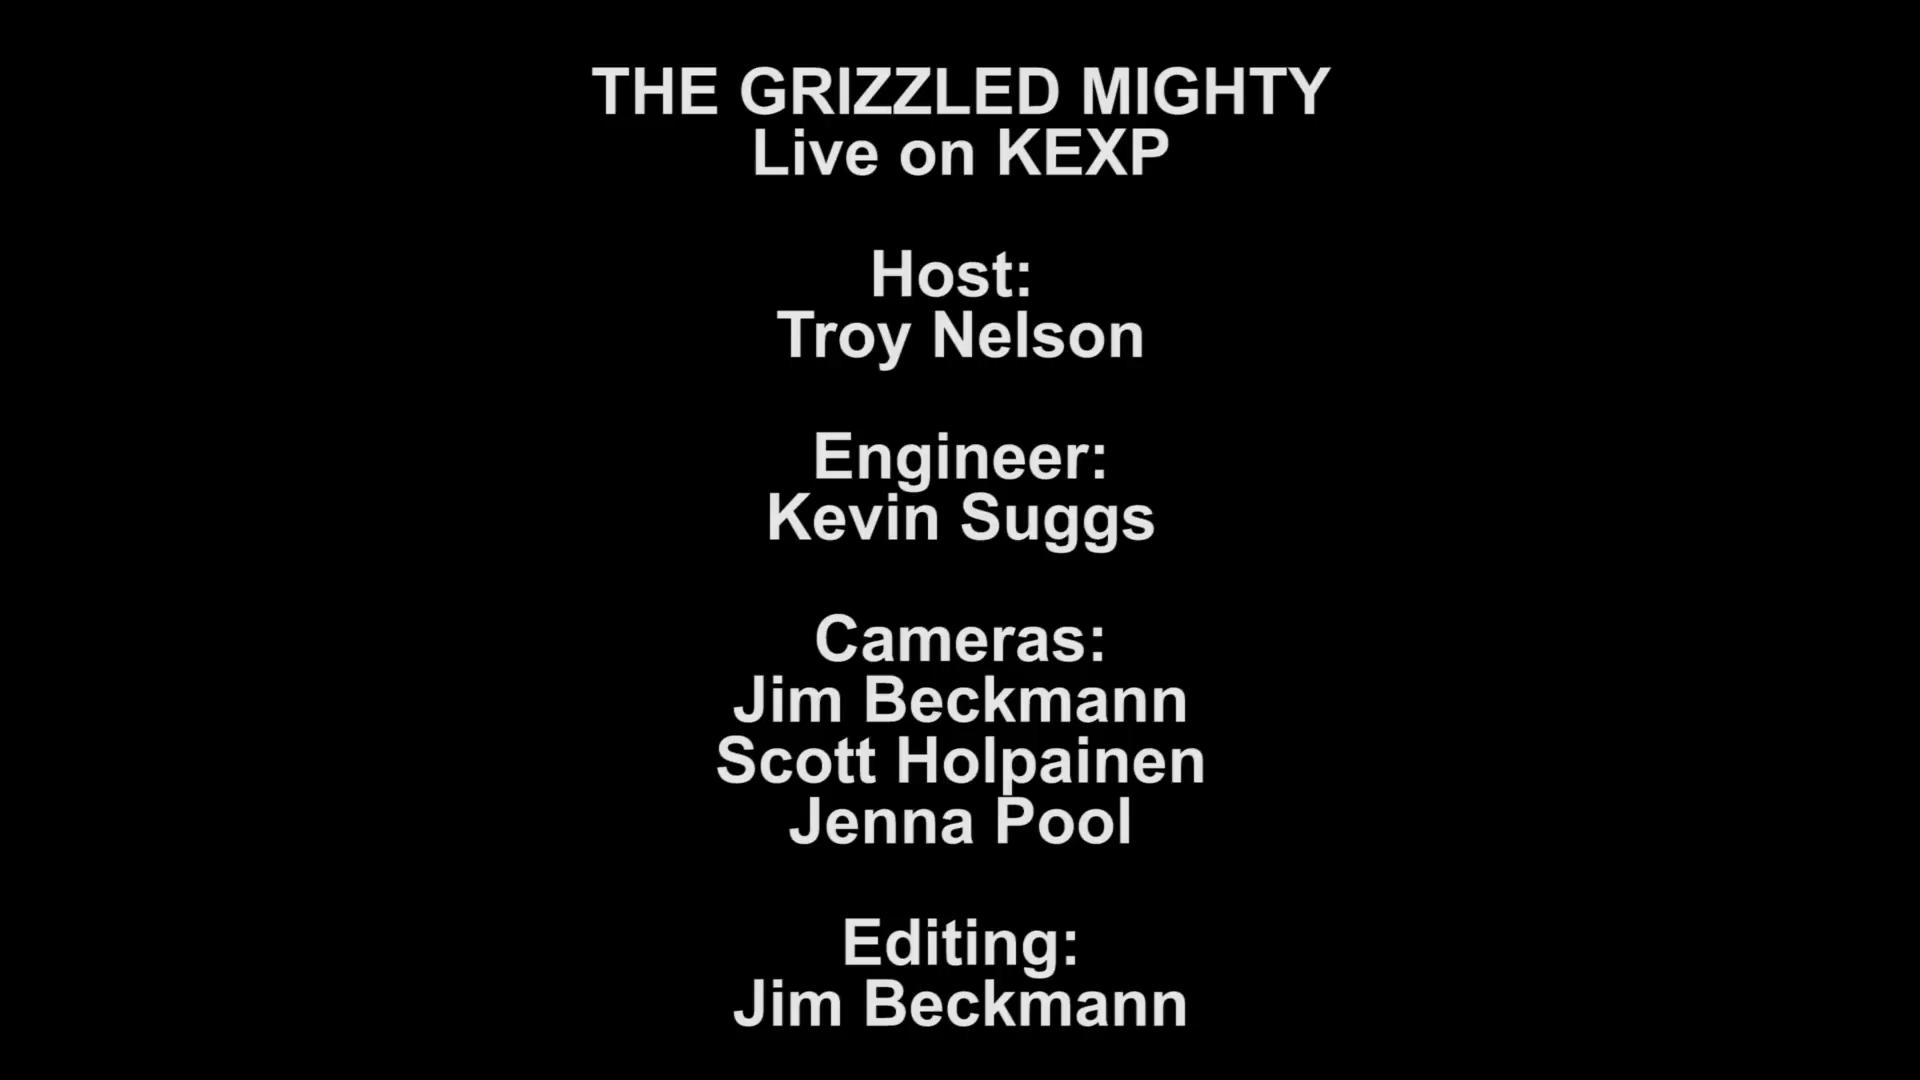 THE GRIZZLED MIGHTY
Live on KEXP
Host:
Troy Nelson
Engineer:
Kevin Suggs
Cameras:
Jim Beckmann
Scott Holpainen
Jenna Pool
Editing:
Jim Beckmann